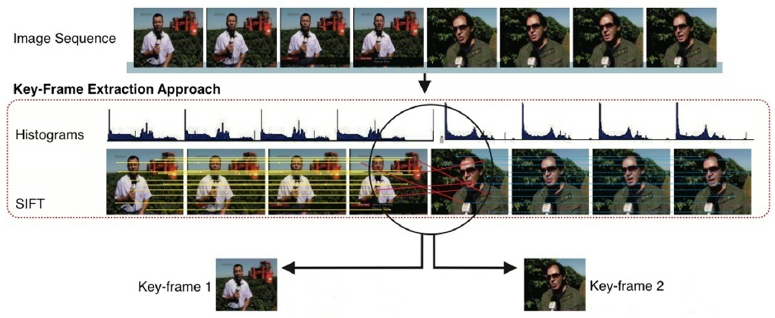 Image Sequence
Key-Frame Extraction Approach
Histograms
SIFT
Key-frame 1
Key-frame 2